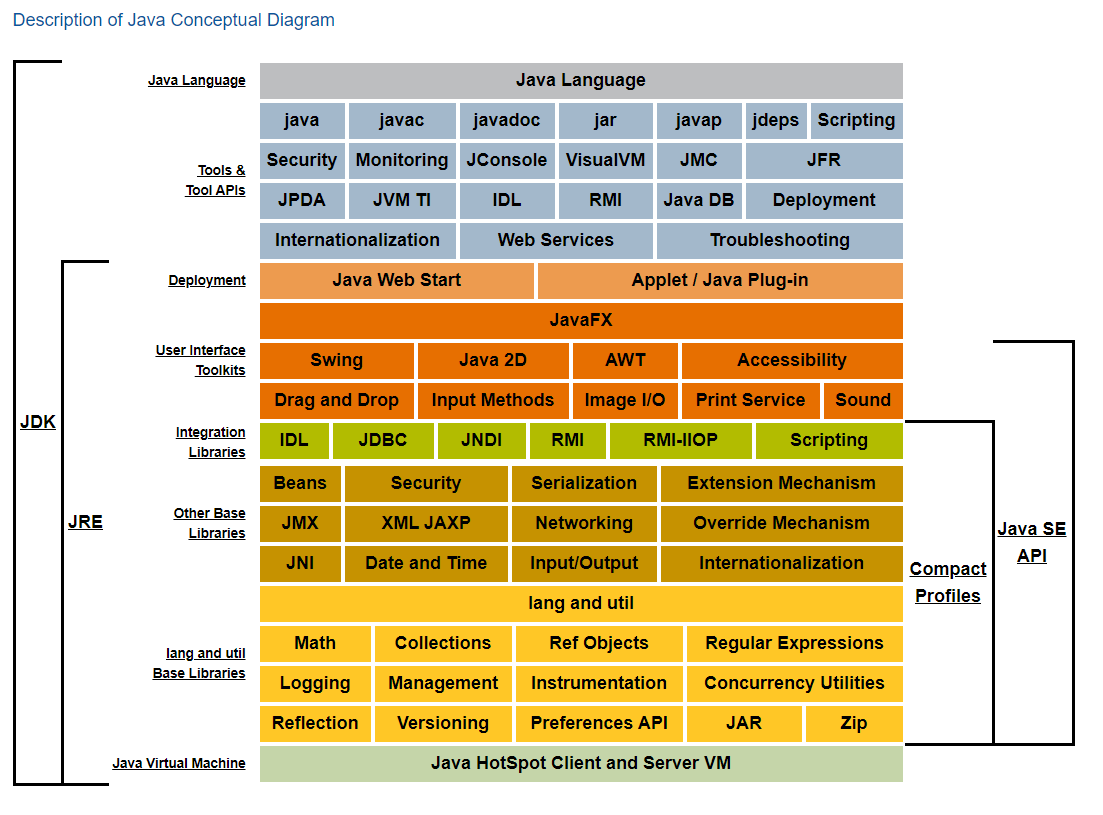 Description of Java Conceptual Diagram
Java Language
Java Language
java javac javadoc jar javap jdeps Scripting
Tools &
Tool APIs
Security Monitoring JConsole VisualVM JMC JFR
JPDA JVM TI IDL RMI Java DB Deployment
Internationalization Web Services Troubleshooting
Deployment
Java Web Start Applet / Java Plug-in
JavaFX
User Interface
Toolkits
Swing Java 2D AWT Accessibility
Drag and Drop Input Methods Image I/O Print Service Sound
Integration
Libraries
IDL JDBC JNDI RMI RMI-IIOP Scripting
Other Base
Libraries
Beans Security Serialization Extension Mechanism
JMX XML JAXP Networking Override Mechanism
JNI Date and Time Input/Output Internationalization
lang and util
lang and util
Base Libraries
Math Collections Ref Objects Regular Expressions
Logging Management Instrumentation Concurrency Utilities
Reflection Versioning Preferences API JAR Zip
Java Virtual Machine
Java HotSpot Client and Server VM
JDK
JRE
Compact
Profiles
Java SE
API